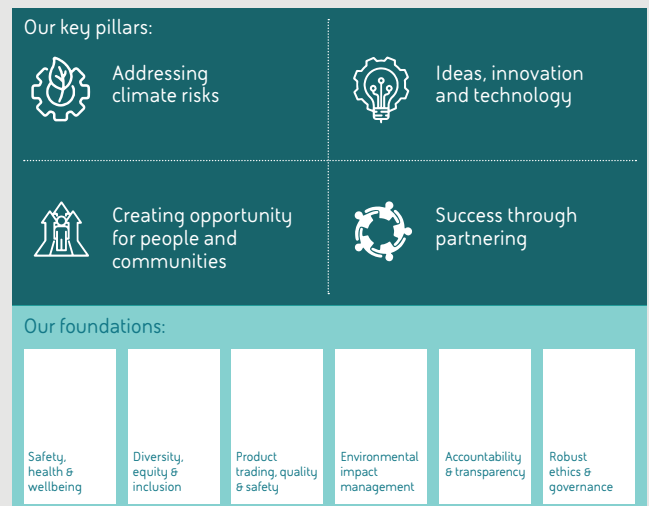 Our key pillars:
Addressing
climate risks
Ideas, innovation
and technology
Creating opportunity
for people and
communities
Success through
partnering
Our foundations:
Safety,
health &
wellbeing
Diversity,
equity &
inclusion
Product
trading, quality
& safety
Environmental
impact
management
Accountability
& transparency
Robust
ethics &
governance